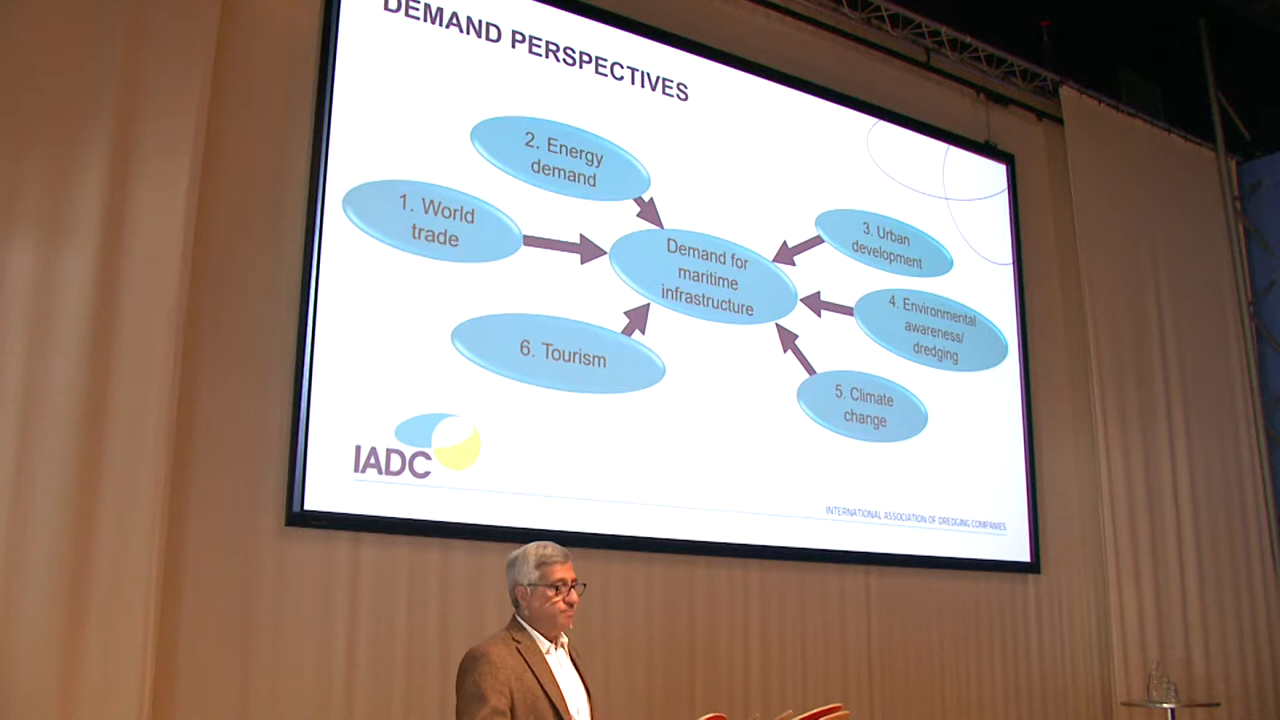 DEMAND PERSPECTIVES
2. Energy
demand
1. World
trade
3. Urban
development
Demand for
maritime
infrastructure
4. Environmental
awareness/
dredging
6. Tourism
5. Climate
change
IADC
INTERNATIONAL ASSOCIATION OF DREDGING COMPANIES